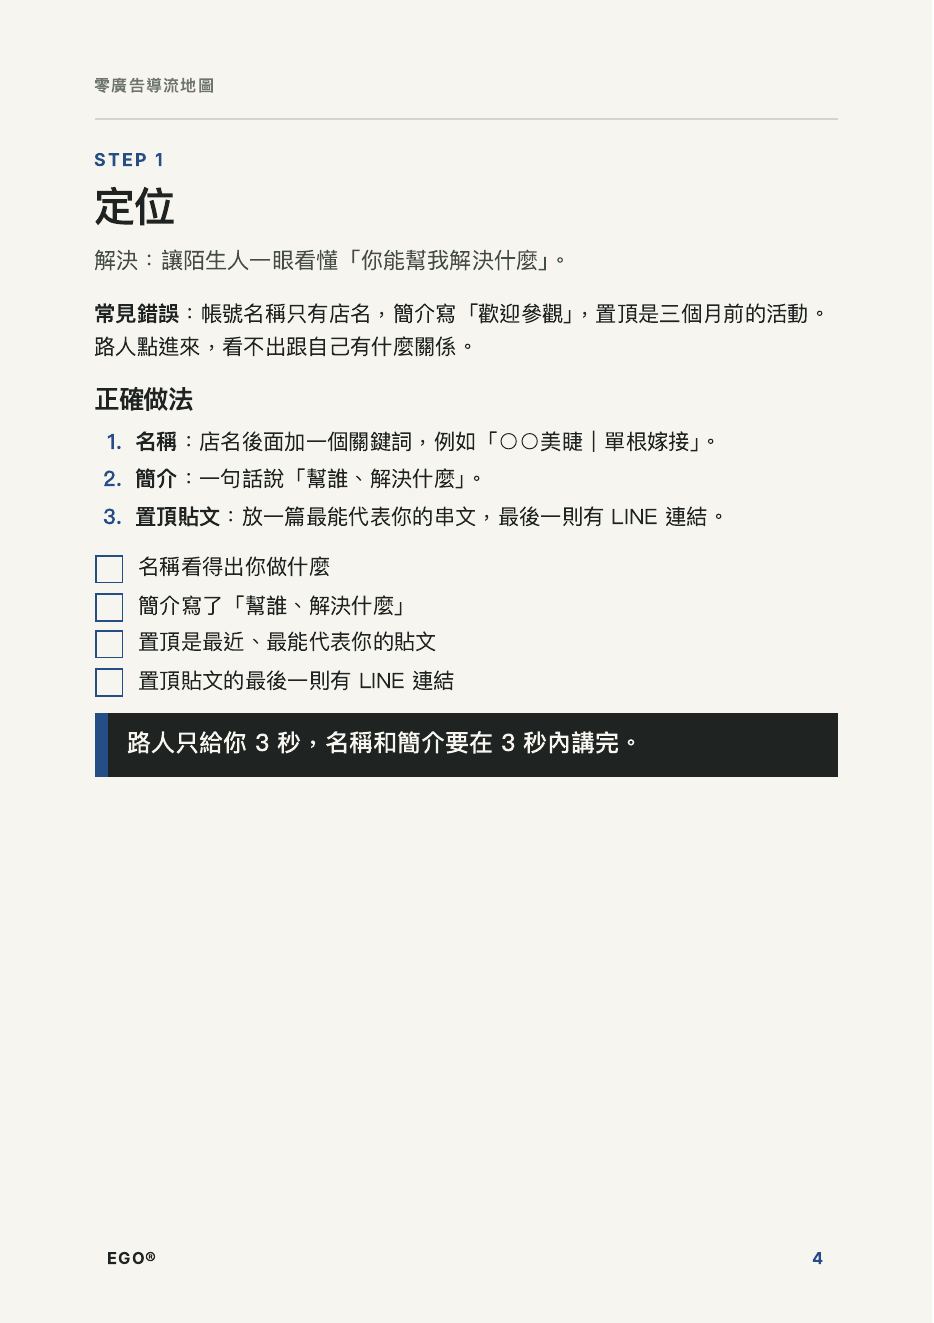 零廣告導流地圖
STEP 1
定位
解決：讓陌生人一眼看懂「你能幫我解決什麼」。
常見錯誤：帳號名稱只有店名，簡介寫「歡迎參觀」，置頂是三個月前的活動。
路人點進來，看不出跟自己有什麼關係。
正確做法
1. 名稱：店名後面加一個關鍵詞，例如「○○美睫｜單根嫁接」。
2. 簡介：一句話說「幫誰、解決什麼」。
3. 置頂貼文：放一篇最能代表你的串文，最後一則有 LINE 連結。
名稱看得出你做什麼
簡介寫了「幫誰、解決什麼」
置頂是最近、最能代表你的貼文
置頂貼文的最後一則有 LINE 連結
路人只給你 3 秒，名稱和簡介要在 3 秒內講完。
EGO®
4